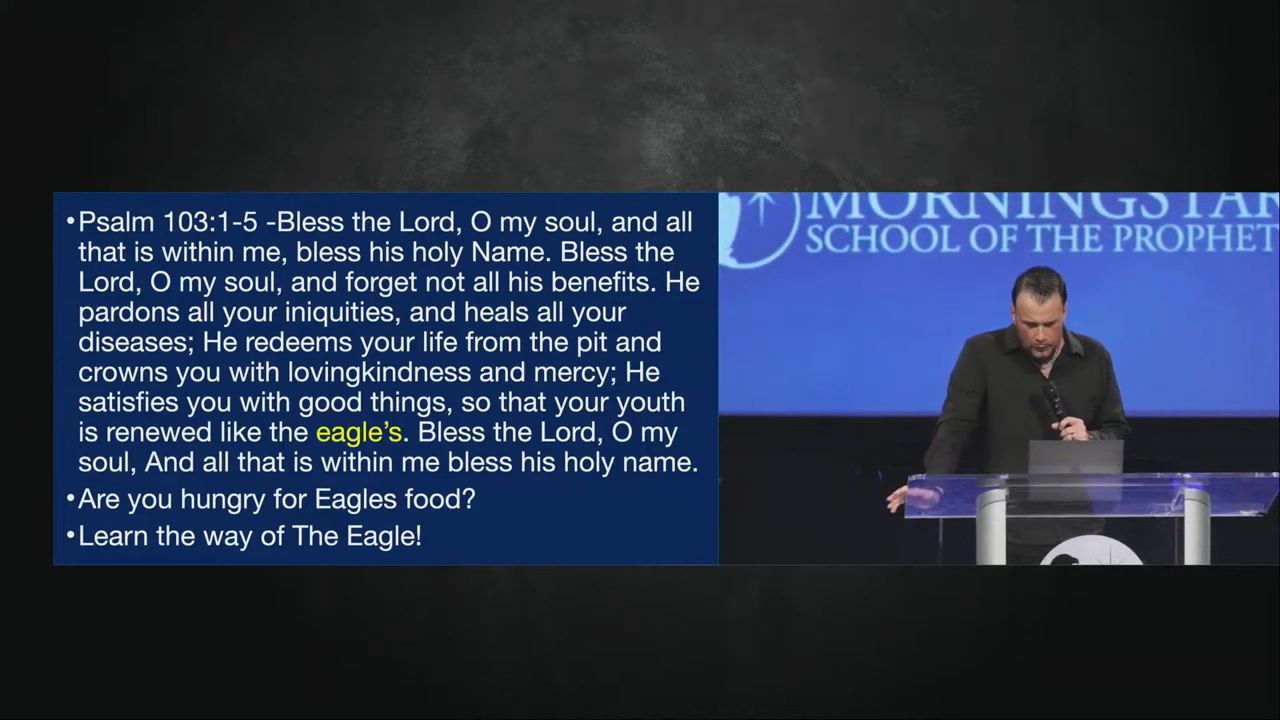 •Psalm 103:1-5 -Bless the Lord, O my soul, and all
that is within me, bless his holy Name. Bless the
Lord, O my soul, and forget not all his benefits. He
pardons all your iniquities, and heals all your
diseases; He redeems your life from the pit and
crowns you with lovingkindness and mercy; He
satisfies you with good things, so that your youth
is renewed like the eagle’s. Bless the Lord, O my
soul, And all that is within me bless his holy name.
•Are you hungry for Eagles food?
•Learn the way of The Eagle!
MORNINGSTAR
SCHOOL OF THE PROPHET